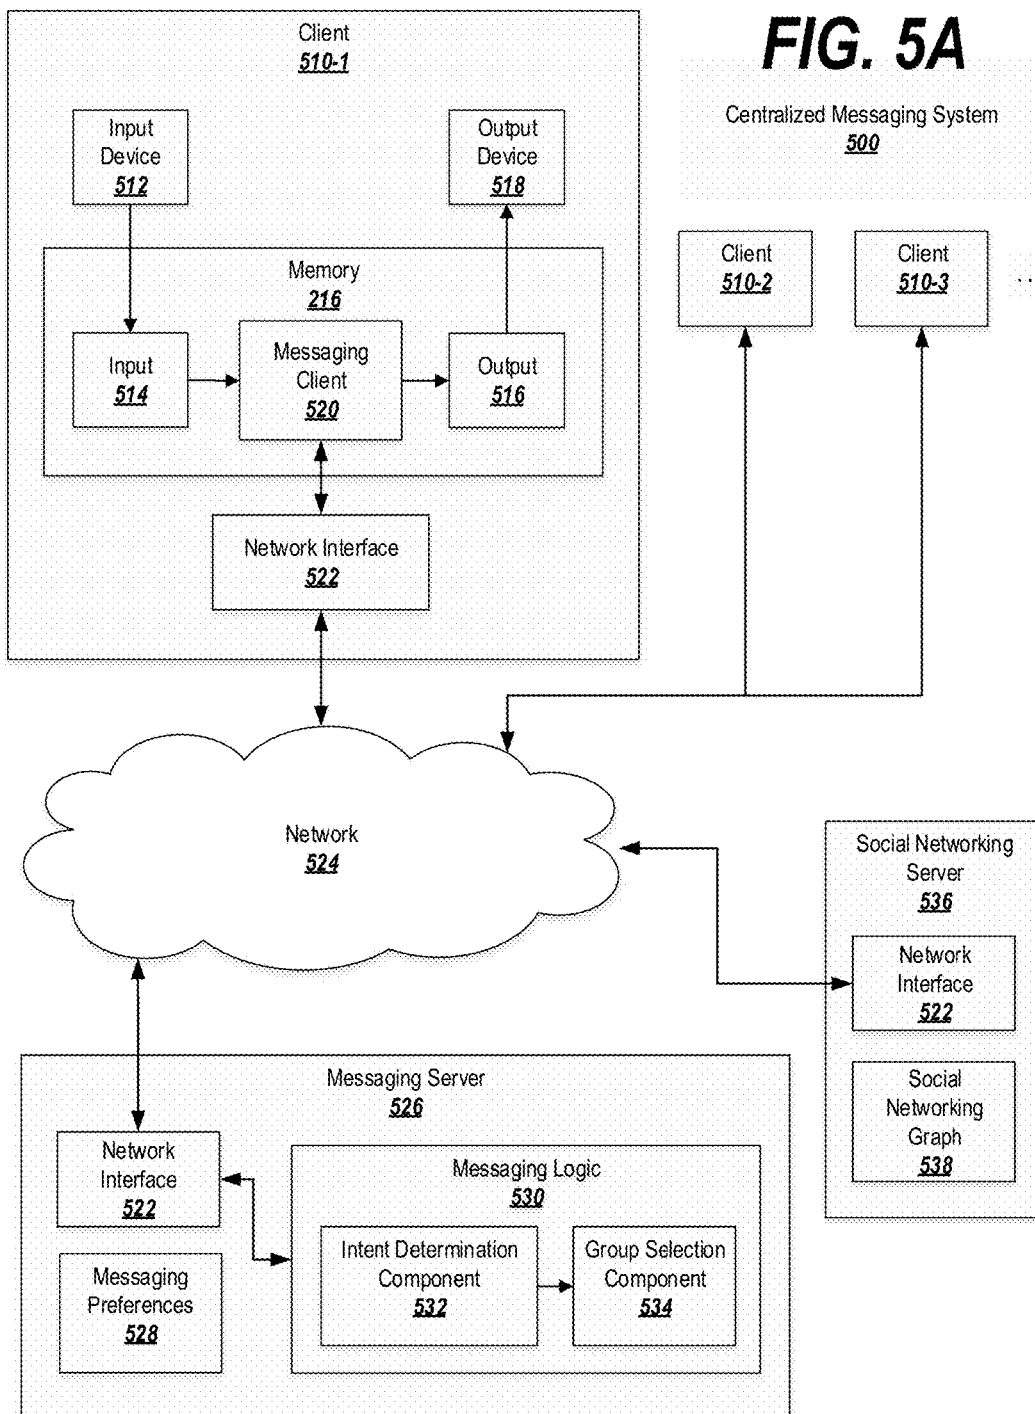 FIG. 5A
Centralized Messaging System
500
Client
510-1
Input
Device
512
Output
Device
518
Memory
216
Input
514
Messaging
Client
520
Output
516
Network Interface
522
Client
510-2
Client
510-3
..
Network
524
Social Networking
Server
536
Network
Interface
522
Social
Networking
Graph
538
Messaging Server
526
Network
Interface
522
Messaging
Preferences
528
Messaging Logic
530
Intent Determination
Component
532
Group Selection
Component
534